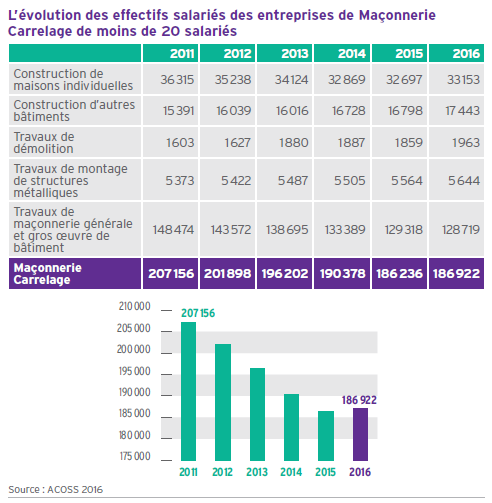 L'évolution des effectifs salariés des entreprises de Maçonnerie
Carrelage de moins de 20 salariés
2011 2012 2013 2014 2015 2016
Construction de
maisons individuelles 36 315 35 238 34 124 32 869 32 697 33 153
Construction d'autres
bâtiments 15 391 16 039 16 016 16 728 16 798 17 443
Travaux de
démolition 1 603 1 627 1 880 1 887 1 859 1 963
Travaux de montage
de structures
métalliques 5 373 5 422 5 487 5 505 5 564 5 644
Travaux de
maçonnerie générale
et gros œuvre de
bâtiment 148 474 143 572 138 695 133 389 129 318 128 719
Maçonnerie
Carrelage 207 156 201 898 196 202 190 378 186 236 186 922
210 000
205 000
200 000
195 000
190 000
185 000
180 000
175 000
207 156
186 922
2011 2012 2013 2014 2015 2016
Source : ACOSS 2016